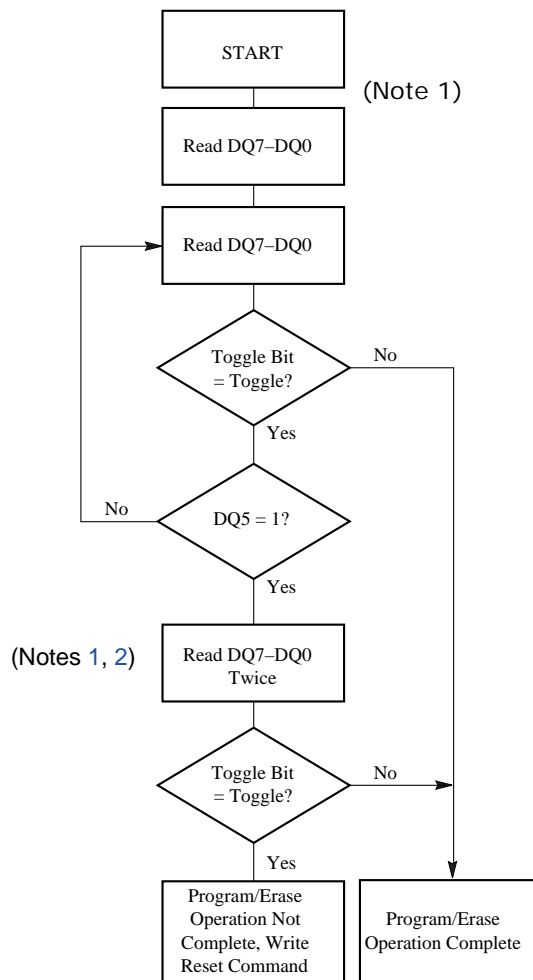 START
(Note 1)
Read DQ7–DQ0
Read DQ7–DQ0
Toggle Bit
= Toggle?
No
Yes
No
DQ5 = 1?
Yes
(Notes 1, 2)
Read DQ7–DQ0
Twice
Toggle Bit
= Toggle?
No
Yes
Program/Erase
Operation Not
Complete, Write
Reset Command
Program/Erase
Operation Complete